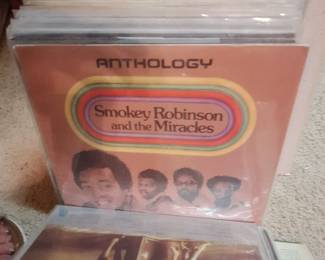 ANTHOLOGY
Smokey Robinson
and the Miracles